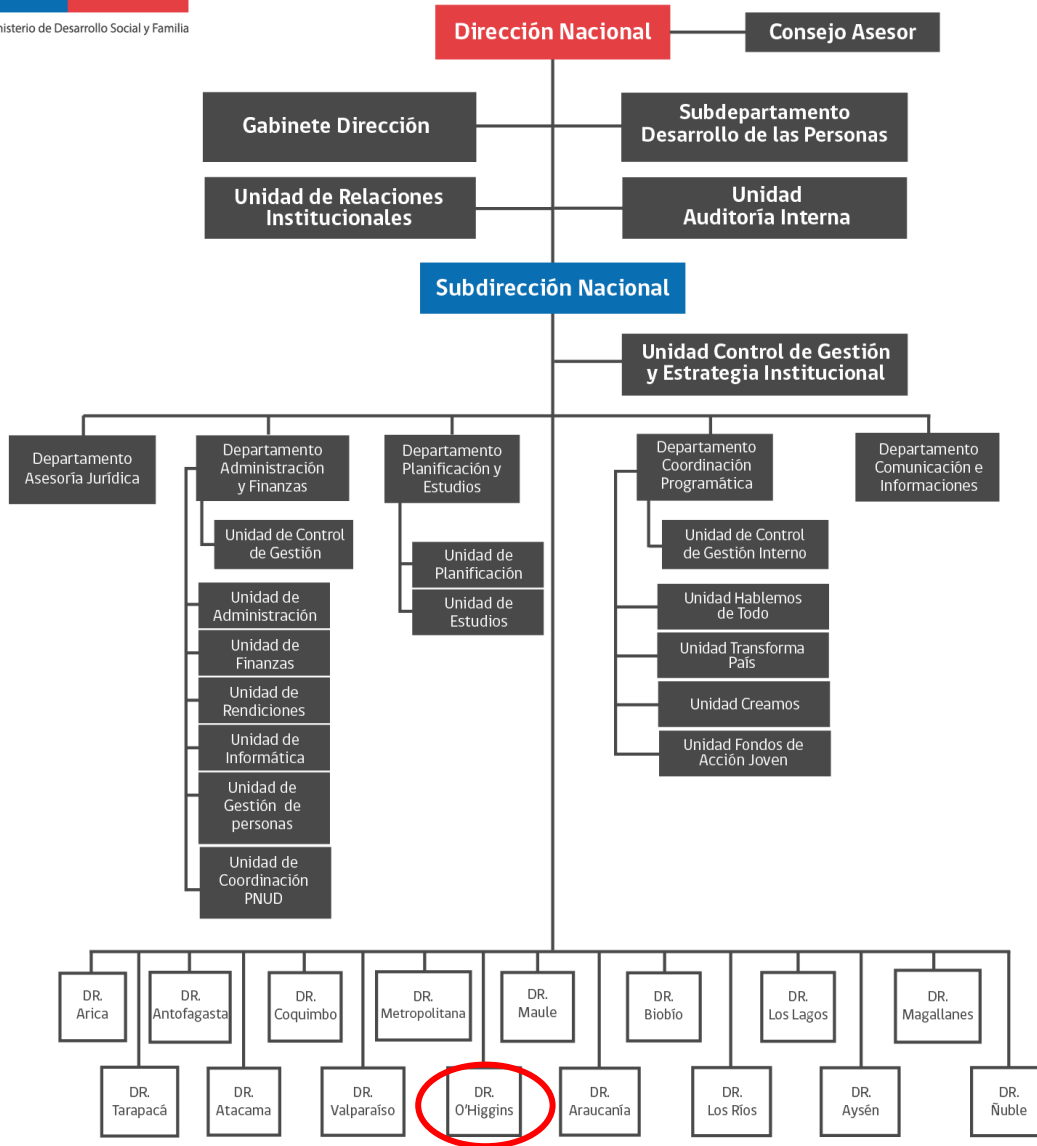 Ministerio de Desarrollo Social y Familia
Dirección Nacional
Consejo Asesor
Gabinete Dirección
Subdepartamento
Desarrollo de las Personas
Unidad de Relaciones
Institucionales
Unidad
Auditoría Interna
Subdirección Nacional
Unidad Control de Gestión
y Estrategia Institucional
Departamento
Asesoría Jurídica
Departamento
Administración
y Finanzas
Departamento
Planificación y
Estudios
Departamento
Coordinación
Programática
Departamento
Comunicación e
Informaciones
Unidad de Control
de Gestión
Unidad de
Administración
Unidad de
Finanzas
Unidad de
Rendiciones
Unidad de
Informática
Unidad de
Gestión de
personas
Unidad de
Coordinación
PNUD
Unidad de
Planificación
Unidad de
Estudios
Unidad de Control
de Gestión Interno
Unidad Hablemos
de Todo
Unidad Transforma
País
Unidad Creamos
Unidad Fondos de
Acción Joven
DR.
Arica
DR.
Antofagasta
DR.
Coquimbo
DR.
Metropolitana
DR.
Maule
DR.
Biobío
DR.
Los Lagos
DR.
Magallanes
DR.
Tarapacá
DR.
Atacama
DR.
Valparaíso
DR.
O'Higgins
DR.
Araucanía
DR.
Los Ríos
DR.
Aysén
DR.
Ñuble